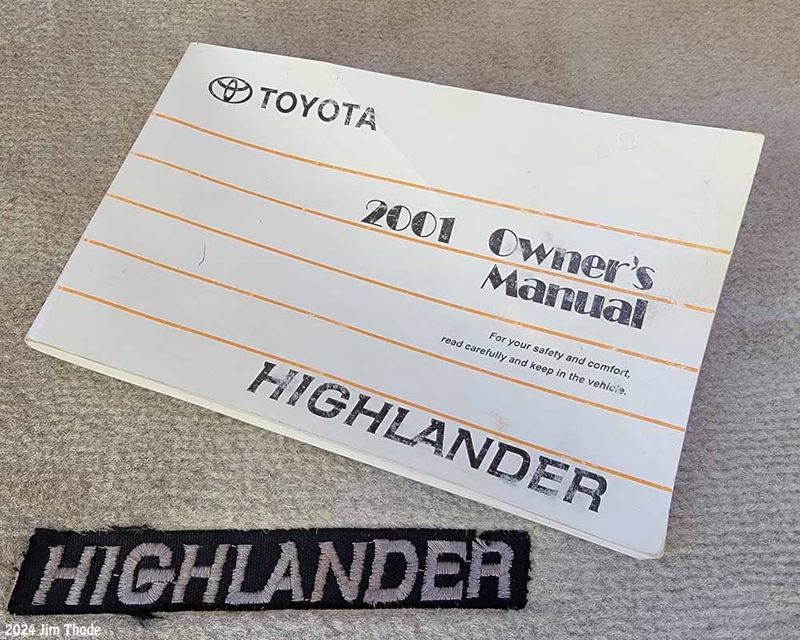 TOYOTA
2001 Owner's
Manual
For your safety and comfort,
read carefully and keep in the vehicle.
HIGHLANDER
HIGHLANDER
2024 Jim Thode